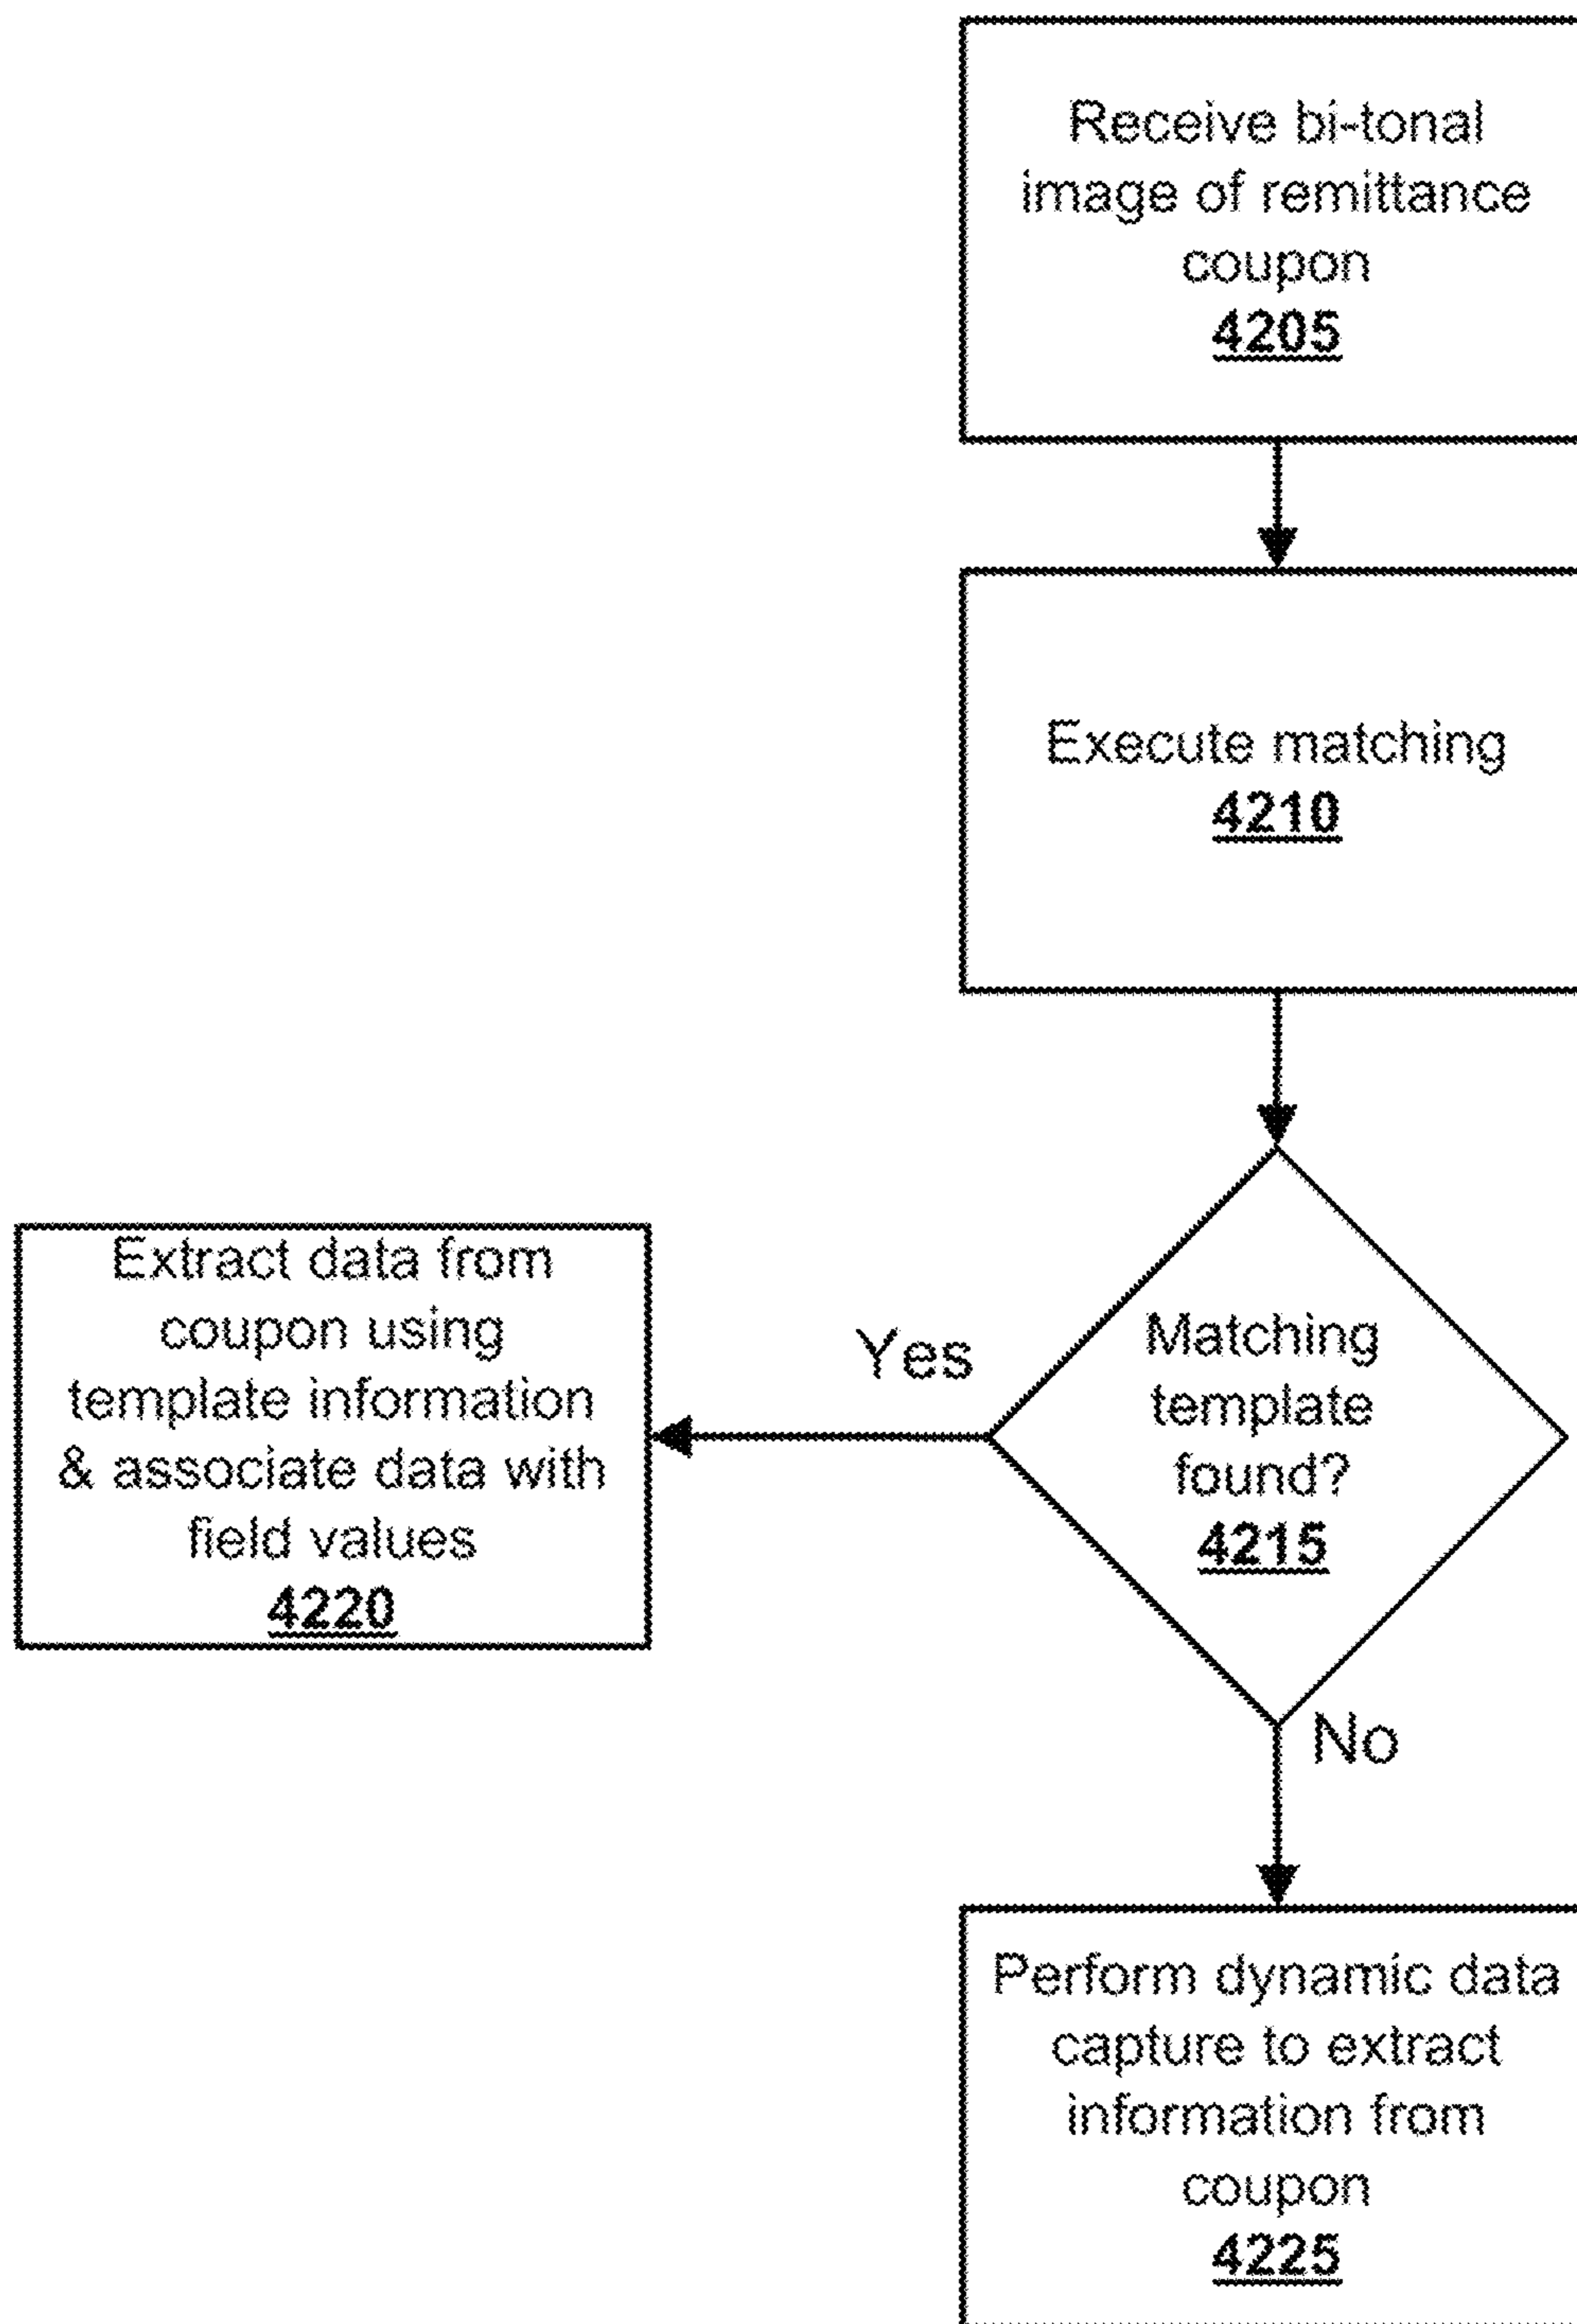 Receive bi-tonal
image of remittance
coupon
4205
Execute matching
4210
Matching
template
found?
4215
Yes
Extract data from
coupon using
template information
& associate data with
field values
4220
No
Perform dynamic data
capture to extract
information from
coupon
4225